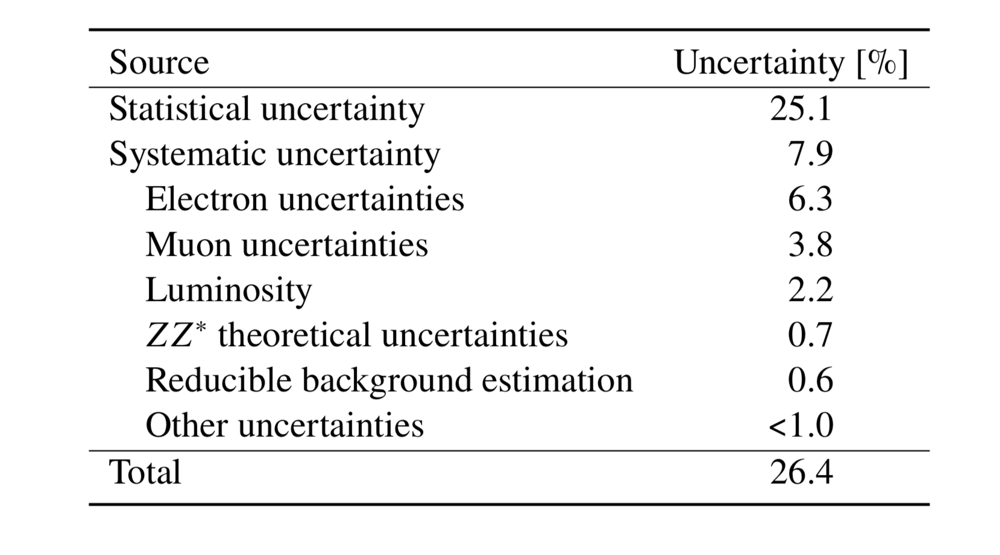 Source Uncertainty [%]
Statistical uncertainty 25.1
Systematic uncertainty 7.9
Electron uncertainties 6.3
Muon uncertainties 3.8
Luminosity 2.2
ZZ* theoretical uncertainties 0.7
Reducible background estimation 0.6
Other uncertainties <1.0
Total 26.4